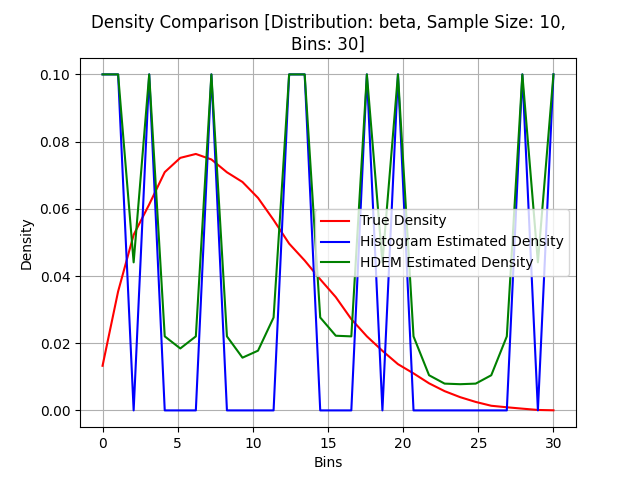 Density Comparison [Distribution: beta, Sample Size: 10,
Bins: 30]
0.10
0.08
0.06
0.04
0.02
0.00
Density
True Density
Histogram Estimated Density
HDEM Estimated Density
0 5 10 15 20 25 30
Bins